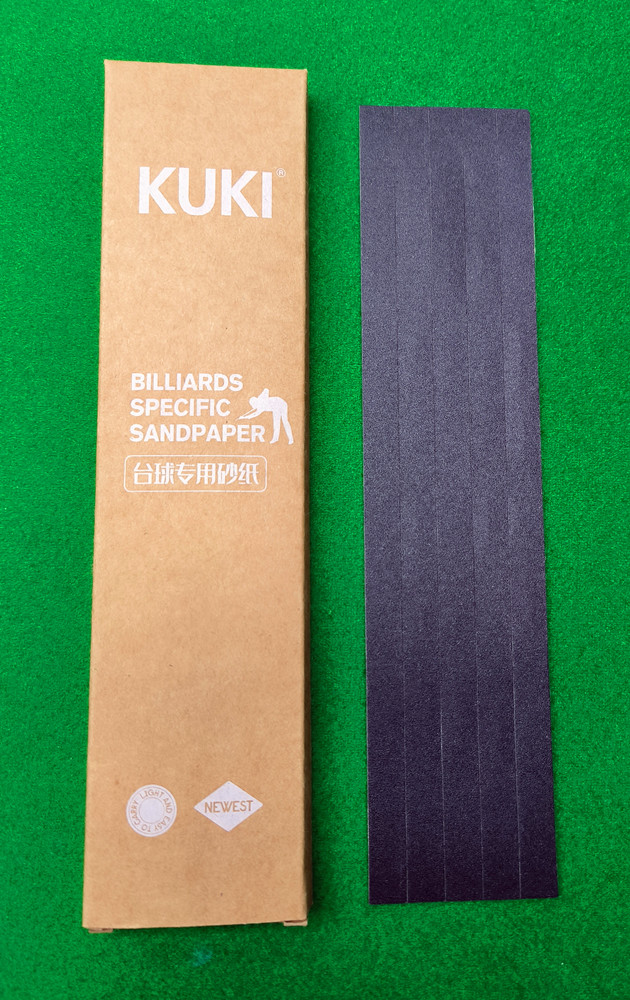 KUKI®
BILLIARDS
SPECIFIC
SANDPAPER
台球专用砂纸
LIGHT AND EASY TO CARRY
NEWEST